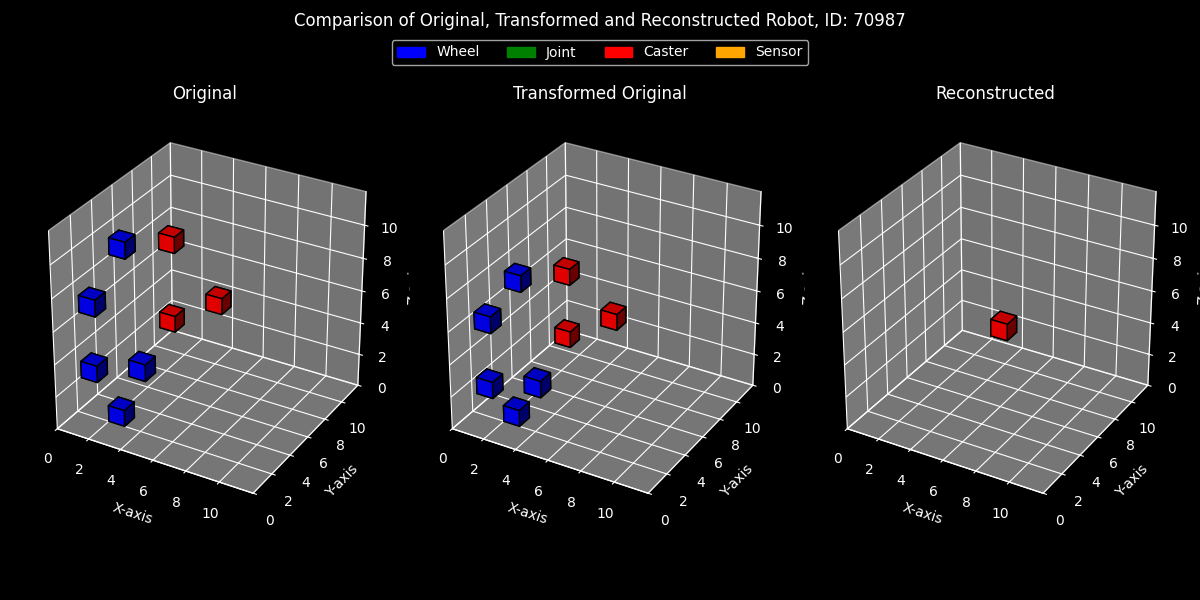 Comparison of Original, Transformed and Reconstructed Robot, ID: 70987
Wheel Joint Caster Sensor
Original Transformed Original Reconstructed
10 10 10
8 8 8
6 6 6
4 4 4
2 2 2
0 0 0
0 2 4 6 8 10 0 2 4 6 8 10 0 2 4 6 8 10
0 2 4 6 8 10 0 2 4 6 8 10 0 2 4 6 8 10
X-axis Y-axis X-axis Y-axis X-axis Y-axis